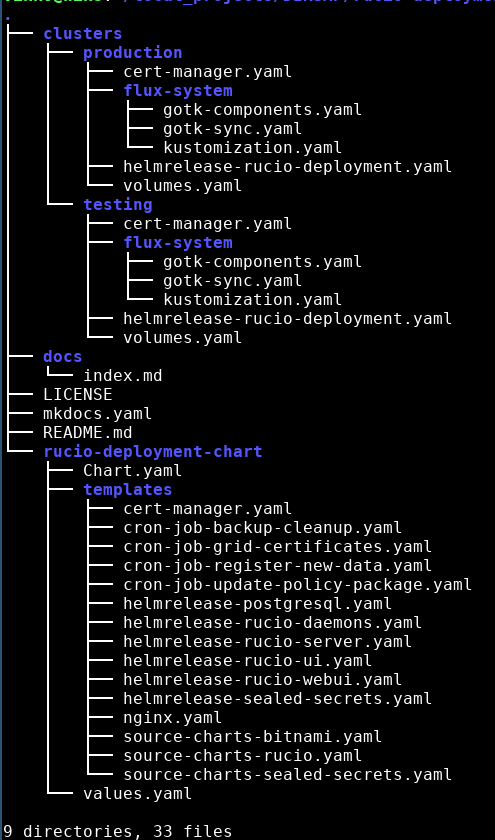 .
├── clusters
│   ├── production
│   │   ├── cert-manager.yaml
│   │   ├── flux-system
│   │   │   ├── gotk-components.yaml
│   │   │   ├── gotk-sync.yaml
│   │   │   └── kustomization.yaml
│   │   ├── helmrelease-rucio-deployment.yaml
│   │   └── volumes.yaml
│   └── testing
│       ├── cert-manager.yaml
│       ├── flux-system
│       │   ├── gotk-components.yaml
│       │   ├── gotk-sync.yaml
│       │   └── kustomization.yaml
│       ├── helmrelease-rucio-deployment.yaml
│       └── volumes.yaml
├── docs
│   └── index.md
├── LICENSE
├── mkdocs.yaml
├── README.md
└── rucio-deployment-chart
    ├── Chart.yaml
    ├── templates
    │   ├── cert-manager.yaml
    │   ├── cron-job-backup-cleanup.yaml
    │   ├── cron-job-grid-certificates.yaml
    │   ├── cron-job-register-new-data.yaml
    │   ├── cron-job-update-policy-package.yaml
    │   ├── helmrelease-postgresql.yaml
    │   ├── helmrelease-rucio-daemons.yaml
    │   ├── helmrelease-rucio-server.yaml
    │   ├── helmrelease-rucio-ui.yaml
    │   ├── helmrelease-rucio-webui.yaml
    │   ├── helmrelease-sealed-secrets.yaml
    │   ├── nginx.yaml
    │   ├── source-charts-bitnami.yaml
    │   ├── source-charts-rucio.yaml
    │   └── source-charts-sealed-secrets.yaml
    └── values.yaml
9 directories, 33 files